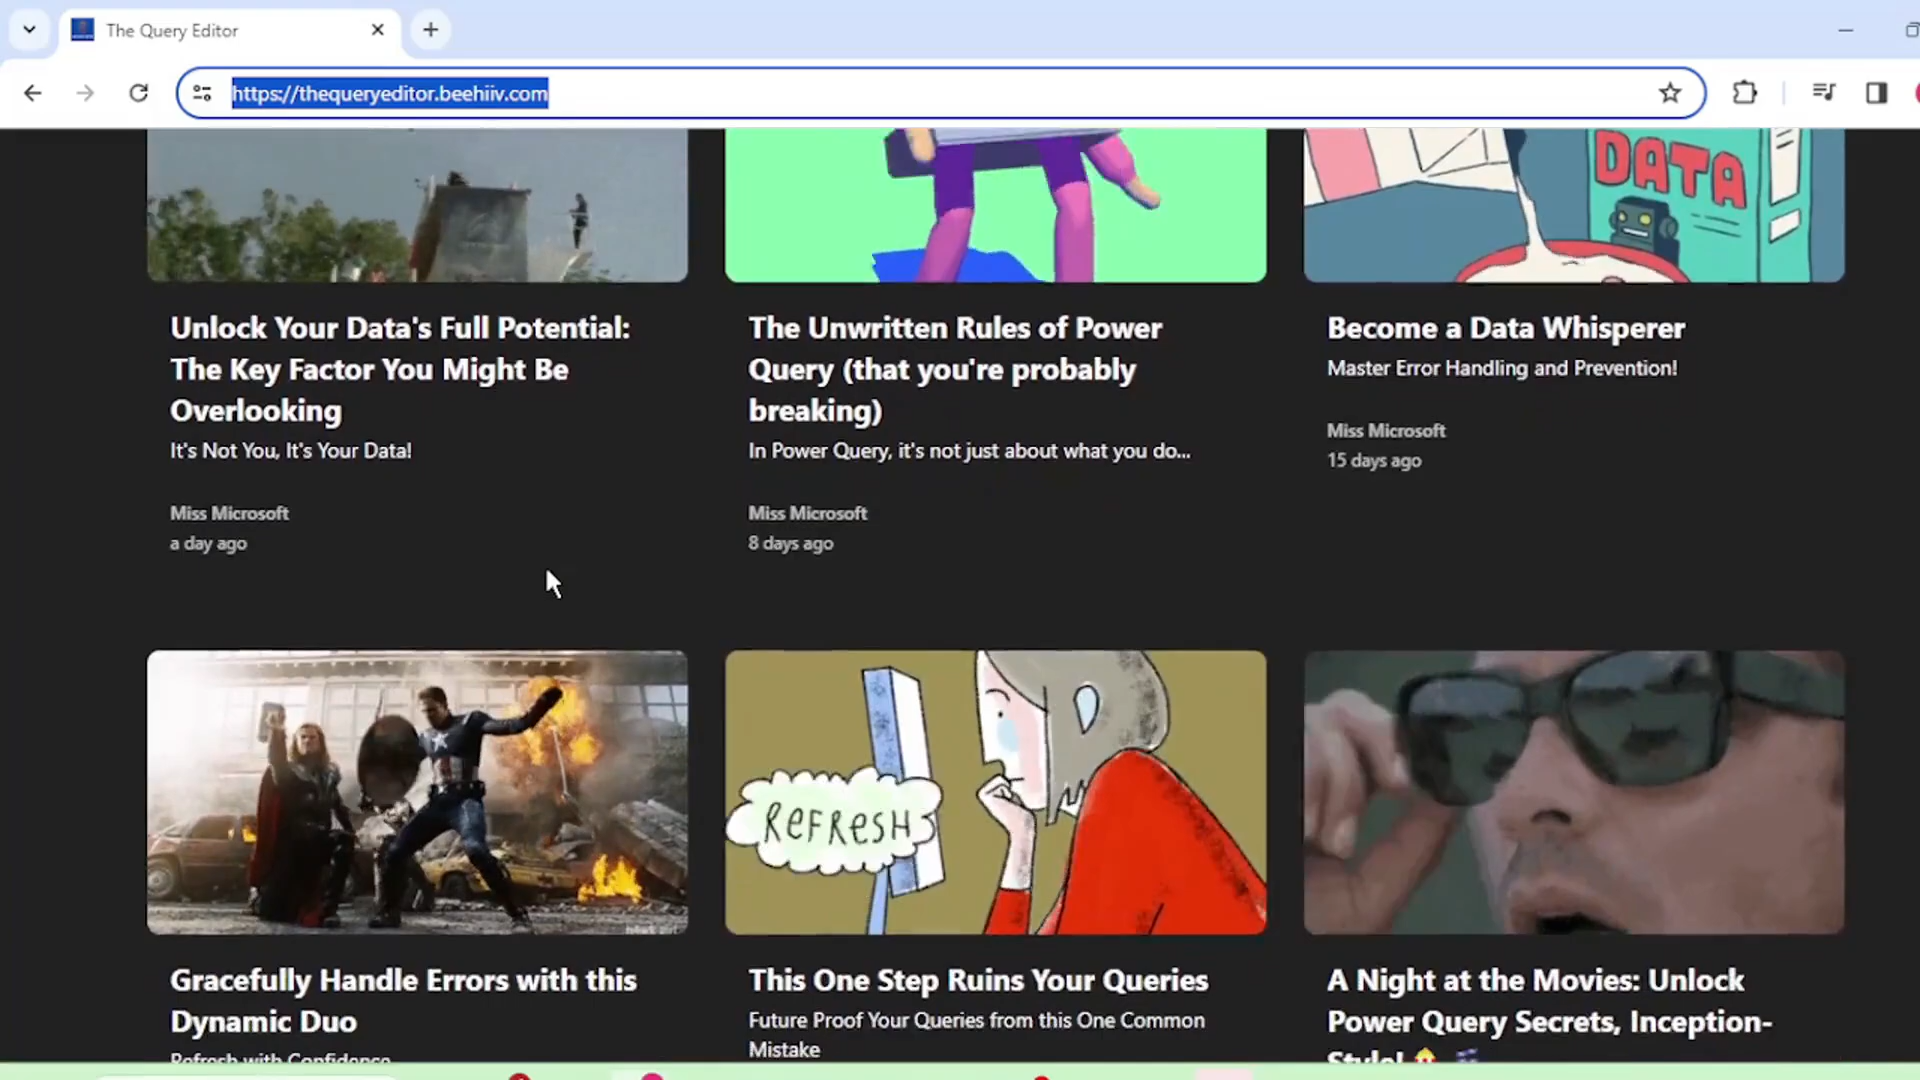 The Query Editor
https://thequeryeditor.beehiiv.com
DATA
Unlock Your Data's Full Potential:
The Key Factor You Might Be
Overlooking
It's Not You, It's Your Data!
Miss Microsoft
a day ago
The Unwritten Rules of Power
Query (that you're probably
breaking)
In Power Query, it's not just about what you do...
Miss Microsoft
8 days ago
Become a Data Whisperer
Master Error Handling and Prevention!
Miss Microsoft
15 days ago
REFRESH
Gracefully Handle Errors with this
Dynamic Duo
Refresh with Confidence
This One Step Ruins Your Queries
Future Proof Your Queries from this One Common
Mistake
A Night at the Movies: Unlock
Power Query Secrets, Inception-
Style!